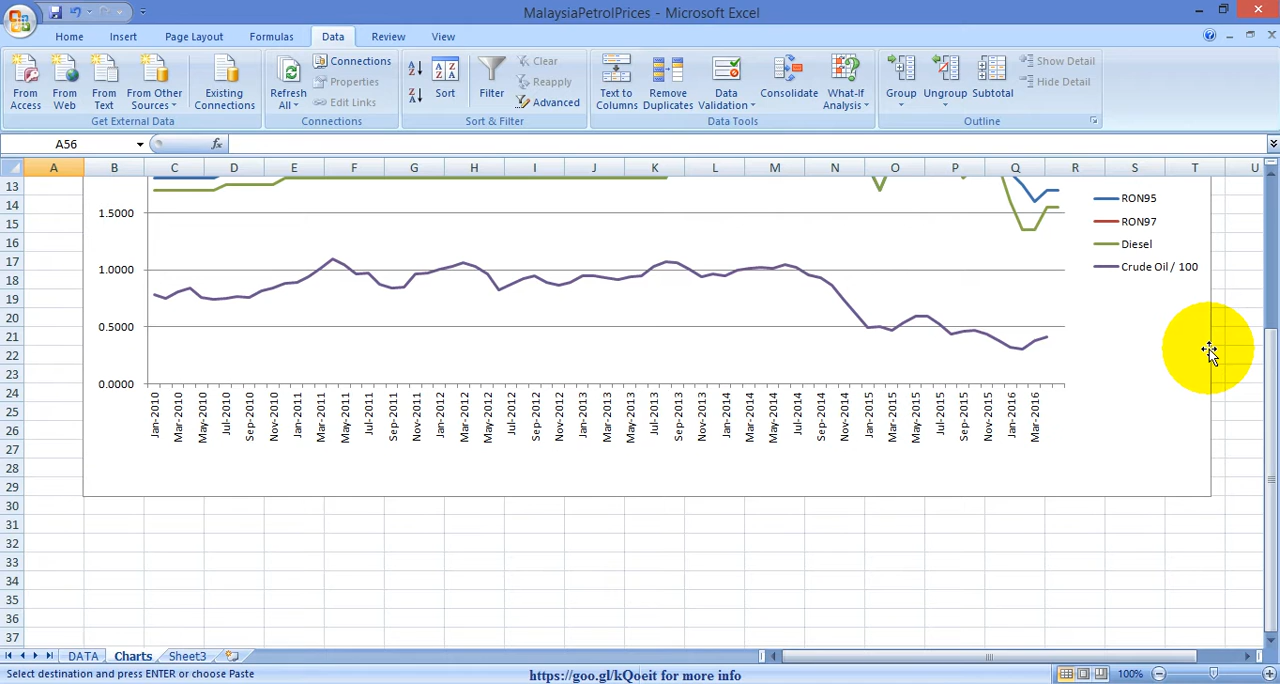 MalaysiaPetrolPrices - Microsoft Excel
Home Insert Page Layout Formulas Data Review View
From Access
From Web
From Text
From Other Sources
Existing Connections
Get External Data
Refresh All
Connections
Properties
Edit Links
Connections
Sort
Filter
Clear
Reapply
Advanced
Sort & Filter
Text to Columns
Remove Duplicates
Data Validation
Consolidate
What-If Analysis
Data Tools
Group
Ungroup
Subtotal
Show Detail
Hide Detail
Outline
A56 fx
A B C D E F G H I J K L M N O P Q R S T U
13
14
15
16
17
18
19
20
21
22
23
24
25
26
27
28
29
30
31
32
33
34
35
36
37
1.5000
1.0000
0.5000
0.0000
RON95
RON97
Diesel
Crude Oil / 100
Jan-2010 Mar-2010 May-2010 Jul-2010 Sep-2010 Nov-2010 Jan-2011 Mar-2011 May-2011 Jul-2011 Sep-2011 Nov-2011 Jan-2012 Mar-2012 May-2012 Jul-2012 Sep-2012 Nov-2012 Jan-2013 Mar-2013 May-2013 Jul-2013 Sep-2013 Nov-2013 Jan-2014 Mar-2014 May-2014 Jul-2014 Sep-2014 Nov-2014 Jan-2015 Mar-2015 May-2015 Jul-2015 Sep-2015 Nov-2015 Jan-2016 Mar-2016
DATA Charts Sheet3
Select destination and press ENTER or choose Paste
https://goo.gl/kQoeit for more info
100%